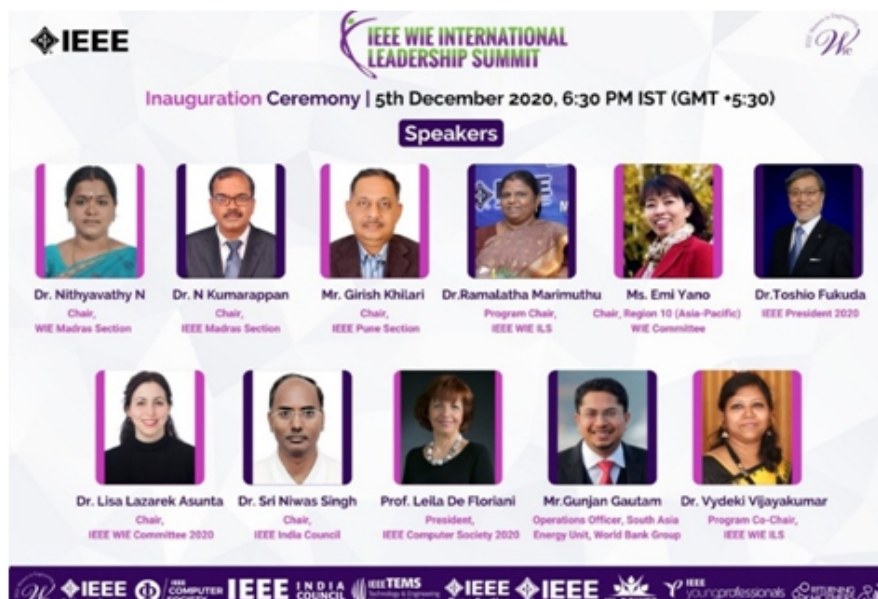 IEEE
IEEE WIE INTERNATIONAL
LEADERSHIP SUMMIT
Wie
Inauguration Ceremony | 5th December 2020, 6:30 PM IST (GMT +5:30)
Speakers
Dr. Nithyavathy N
Chair,
WIE Madras Section
Dr. N Kumarappan
Chair,
IEEE Madras Section
Mr. Girish Khilari
Chair,
IEEE Pune Section
Dr.Ramalatha Marimuthu
Program Chair,
IEEE WIE ILS
Ms. Emi Yano
Chair, Region 10 (Asia-Pacific)
WIE Committee
Dr.Toshio Fukuda
IEEE President 2020
Dr. Lisa Lazarek Asunta
Chair,
IEEE WIE Committee 2020
Dr. Sri Niwas Singh
Chair,
IEEE India Council
Prof. Leila De Floriani
President,
IEEE Computer Society 2020
Mr.Gunjan Gautam
Operations Officer, South Asia
Energy Unit, World Bank Group
Dr. Vydeki Vijayakumar
Program Co-Chair,
IEEE WIE ILS
IEEE
IEEE COMPUTER
IEEE INDIA COUNCIL
IEEE TEMS
Technology & Engineering
IEEE
IEEE
IEEE youngprofessionals